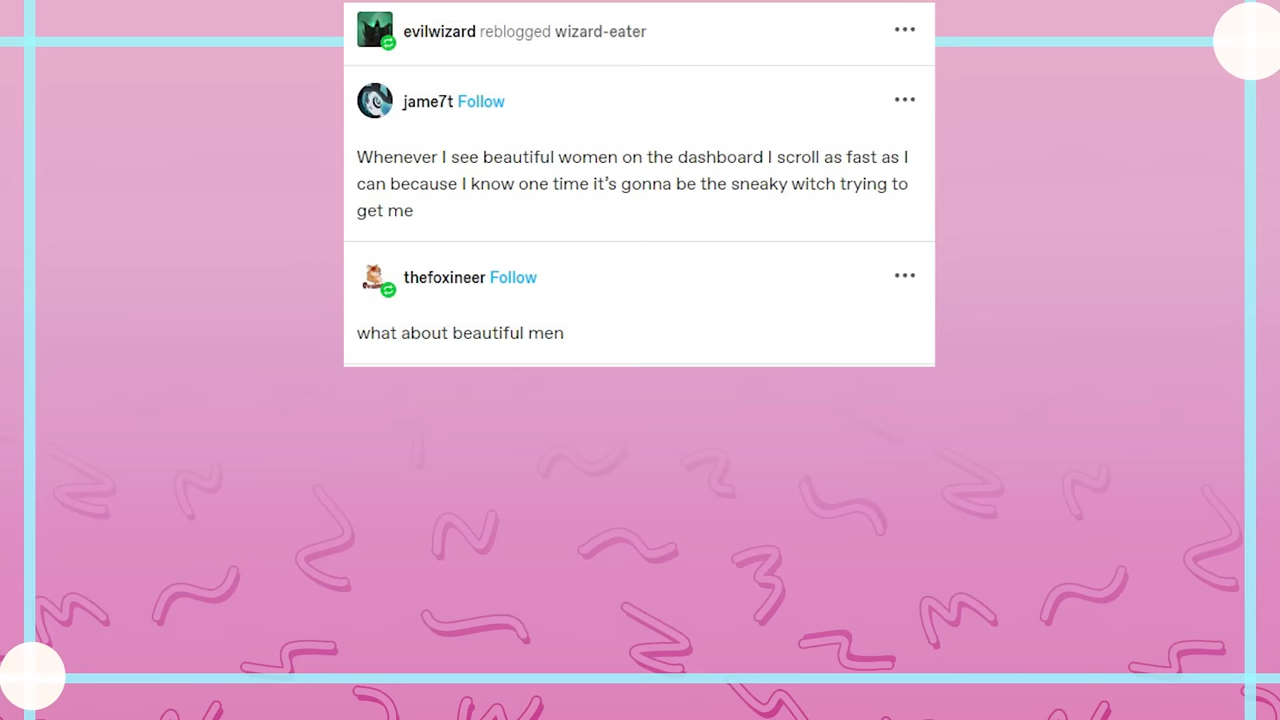 evilwizard reblogged wizard-eater
jame7t Follow
Whenever I see beautiful women on the dashboard I scroll as fast as I
can because I know one time it’s gonna be the sneaky witch trying to
get me
thefoxineer Follow
what about beautiful men